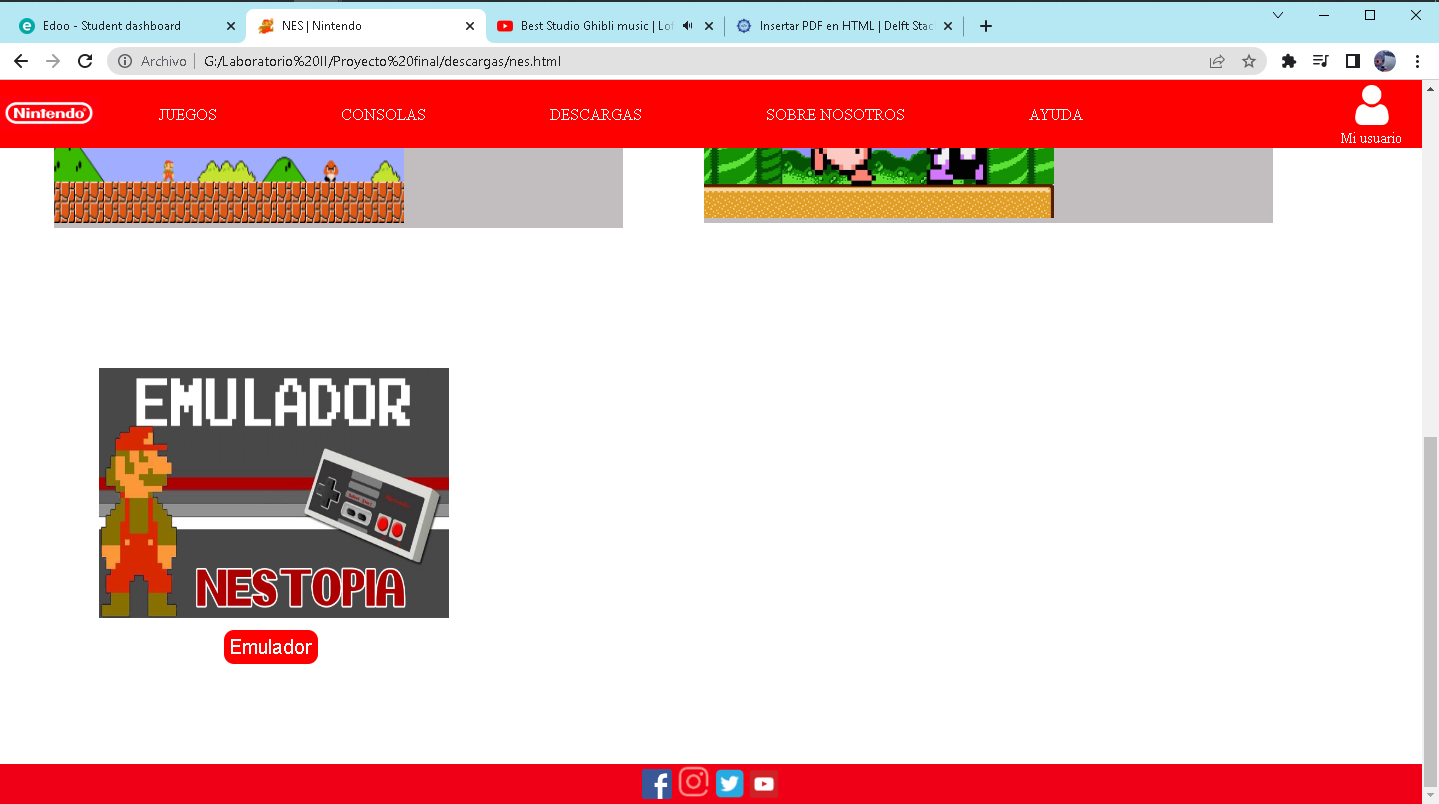 Edoo - Student dashboard
NES | Nintendo
Best Studio Ghibli music | Lo
Insertar PDF en HTML | Delft Stac
Archivo
G:/Laboratorio%20II/Proyecto%20final/descargas/nes.html
Nintendo
JUEGOS
CONSOLAS
DESCARGAS
SOBRE NOSOTROS
AYUDA
Mi usuario
EMULADOR
NESTOPIA
Emulador